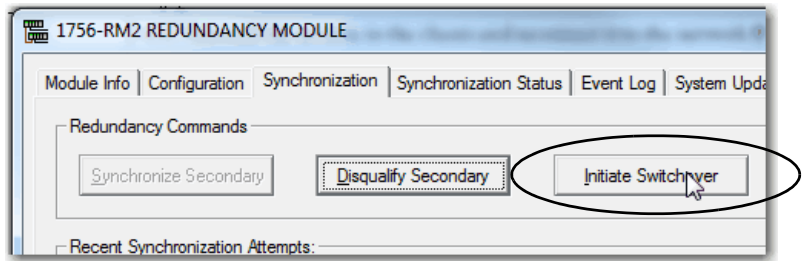 1756-RM2 REDUNDANCY MODULE
Module Info Configuration Synchronization Synchronization Status Event Log System Upda
Redundancy Commands
Synchronize Secondary Disqualify Secondary Initiate Switchover
Recent Synchronization Attempts: